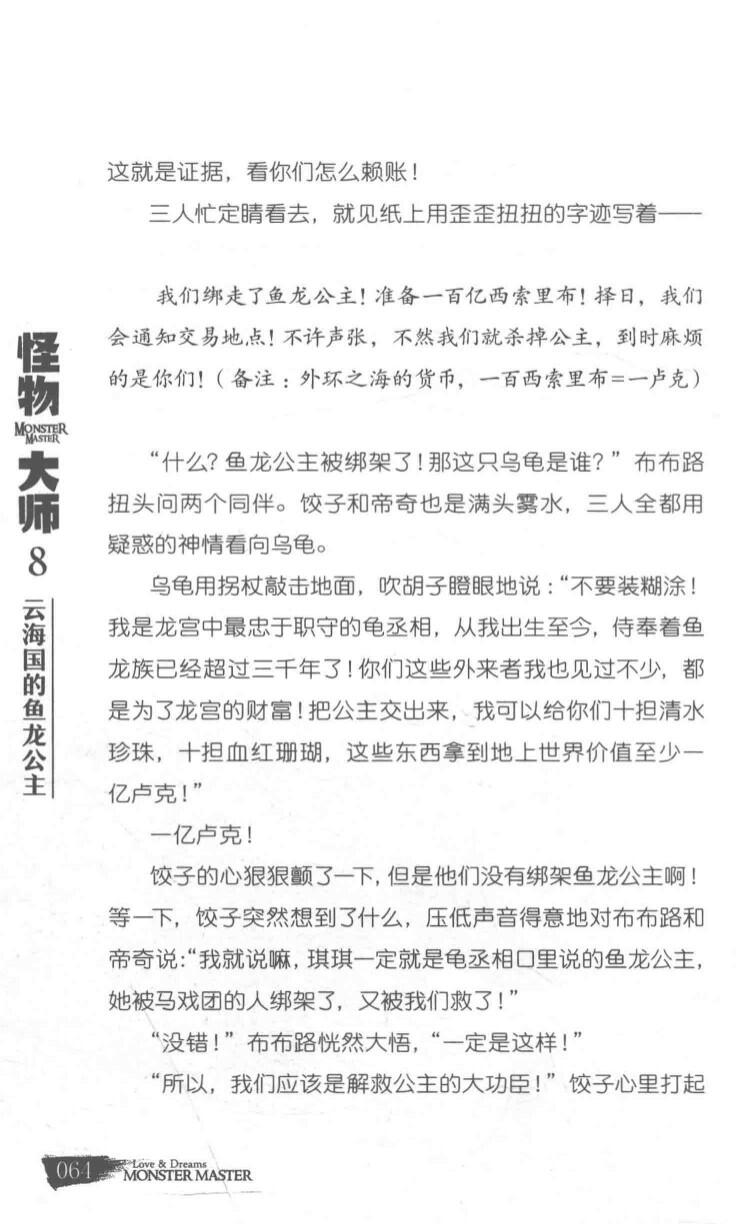 这就是证据，看你们怎么赖账！
三人忙定睛看去，就见纸上用歪歪扭扭的字迹写着——
我们绑走了鱼龙公主！准备一百亿西索里布！择日，我们
会通知交易地点！不许声张，不然我们就杀掉公主，到时麻烦
的是你们！（备注：外环之海的货币，一百西索里布=一卢克）
“什么？鱼龙公主被绑架了！那这只乌龟是谁？”布布路
扭头问两个同伴。饺子和帝奇也是满头雾水，三人全都用
疑惑的神情看向乌龟。
乌龟用拐杖敲击地面，吹胡子瞪眼地说：“不要装糊涂！
我是龙宫中最忠于职守的龟丞相，从我出生至今，侍奉着鱼
龙族已经超过三千年了！你们这些外来者我也见过不少，都
是为了龙宫的财富！把公主交出来，我可以给你们十担清水
珍珠，十担血红珊瑚，这些东西拿到地上世界价值至少一
亿卢克！”
一亿卢克！
饺子的心狠狠颤了一下，但是他们没有绑架鱼龙公主啊！
等一下，饺子突然想到了什么，压低声音得意地对布布路和
帝奇说：“我就说嘛，琪琪一定就是龟丞相口里说的鱼龙公主，
她被马戏团的人绑架了，又被我们救了！”
“没错！”布布路恍然大悟，“一定是这样！”
“所以，我们应该是解救公主的大功臣！”饺子心里打起
怪物
MONSTER
MASTER
大师
8
云海国的鱼龙公主
064
Love & Dreams
MONSTER MASTER